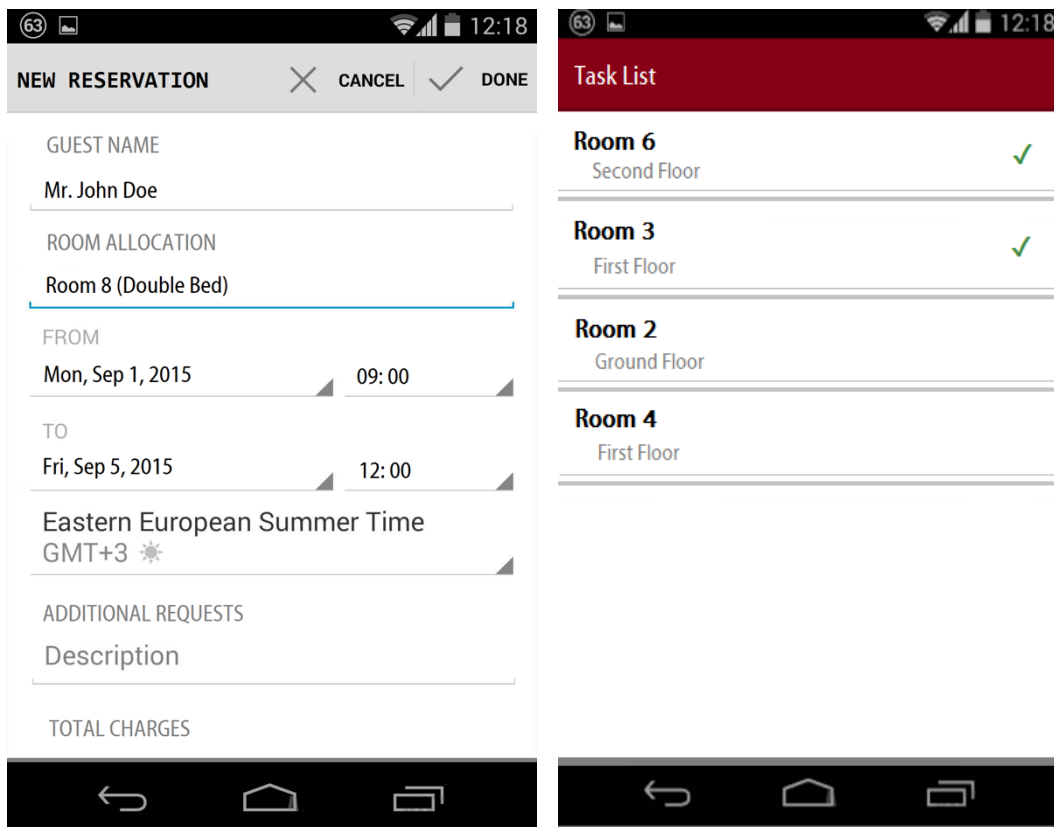 63 12:18
NEW RESERVATION CANCEL DONE
GUEST NAME
Mr. John Doe
ROOM ALLOCATION
Room 8 (Double Bed)
FROM
Mon, Sep 1, 2015 09: 00
TO
Fri, Sep 5, 2015 12: 00
Eastern European Summer Time
GMT+3
ADDITIONAL REQUESTS
Description
TOTAL CHARGES
63 12:18
Task List
Room 6
Second Floor
Room 3
First Floor
Room 2
Ground Floor
Room 4
First Floor